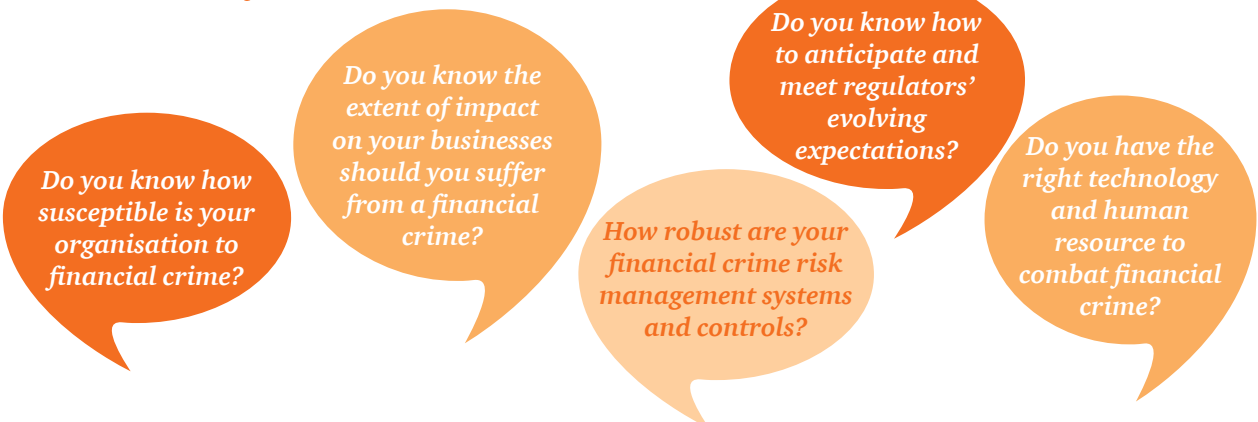 Do you know how
susceptible is your
organisation to
financial crime?
Do you know the
extent of impact
on your businesses
should you suffer
from a financial
crime?
How robust are your
financial crime risk
management systems
and controls?
Do you know how
to anticipate and
meet regulators’
evolving
expectations?
Do you have the
right technology
and human
resource to
combat financial
crime?